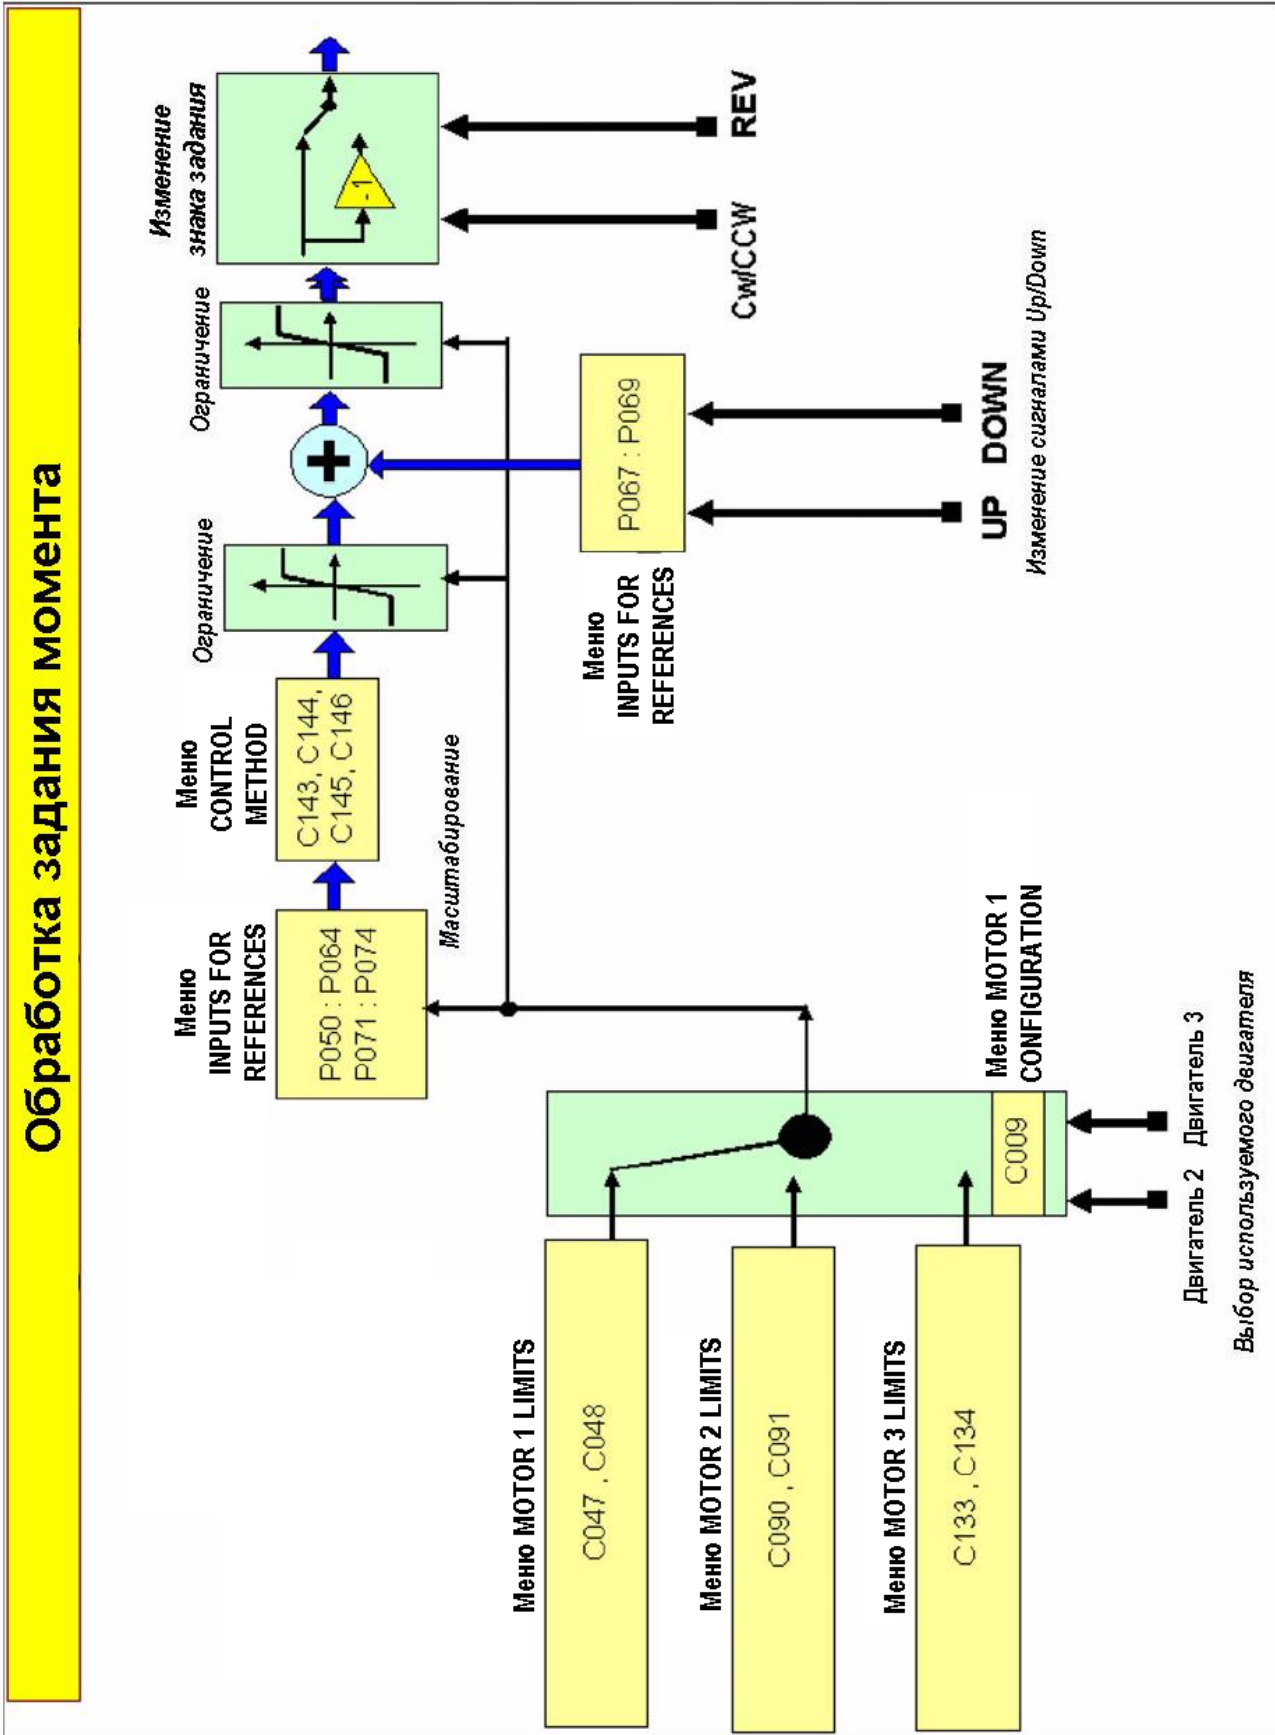 Обработка задания момента
Изменение
знака задания
Ограничение
Ограничение
Меню
CONTROL
METHOD
Меню
INPUTS FOR
REFERENCES
P050 : P064
P071 : P074
C143, C144,
C145, C146
-1
Масштабирование
Меню
INPUTS FOR
REFERENCES
P067 : P069
Cw/CCW
REV
UP
DOWN
Изменение сигналами Up/Down
Меню MOTOR 1 LIMITS
C047 , C048
Меню MOTOR 2 LIMITS
C090 , C091
Меню MOTOR 3 LIMITS
C133 , C134
Меню MOTOR 1
CONFIGURATION
C009
Двигатель 2
Двигатель 3
Выбор используемого двигателя